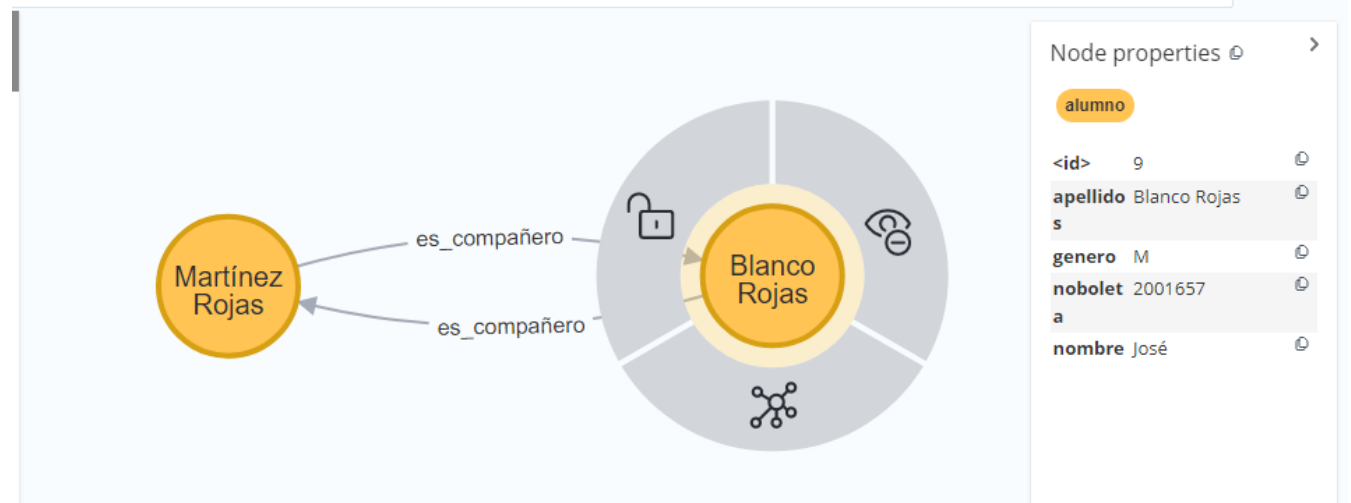 Node properties
alumno
<id> 9
apellido Blanco Rojas
s
genero M
nobolet 2001657
a
nombre José
es_compañero
Martínez
Rojas
Blanco
Rojas
es_compañero